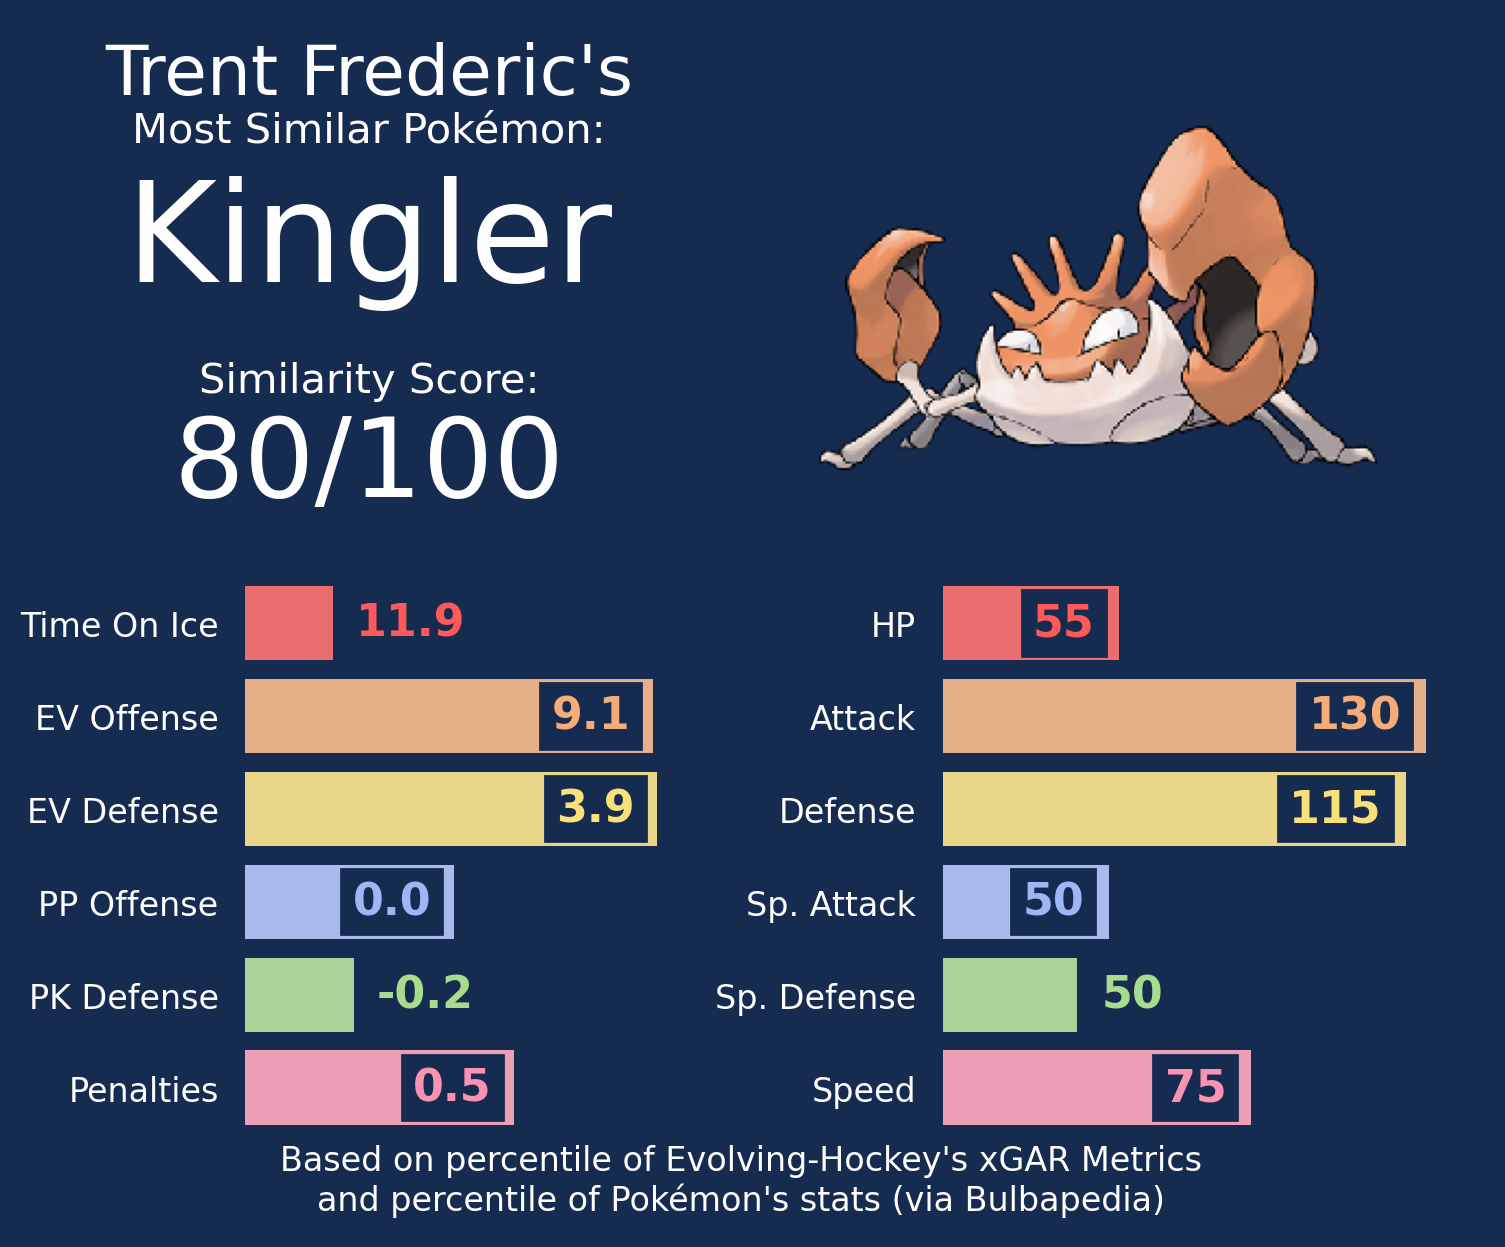 Trent Frederic's
Most Similar Pokémon:
Kingler
Similarity Score:
80/100
Time On Ice 11.9
EV Offense 9.1
EV Defense 3.9
PP Offense 0.0
PK Defense -0.2
Penalties 0.5
HP 55
Attack 130
Defense 115
Sp. Attack 50
Sp. Defense 50
Speed 75
Based on percentile of Evolving-Hockey's xGAR Metrics
and percentile of Pokémon's stats (via Bulbapedia)